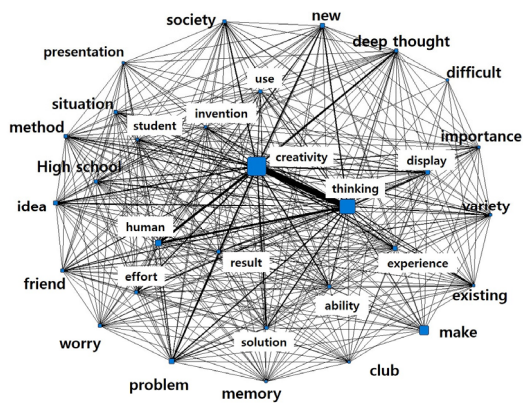 society
new
deep thought
presentation
use
difficult
situation
invention
student
method
importance
creativity
display
High school
thinking
idea
variety
human
result
experience
friend
effort
ability
existing
worry
solution
make
problem
club
memory